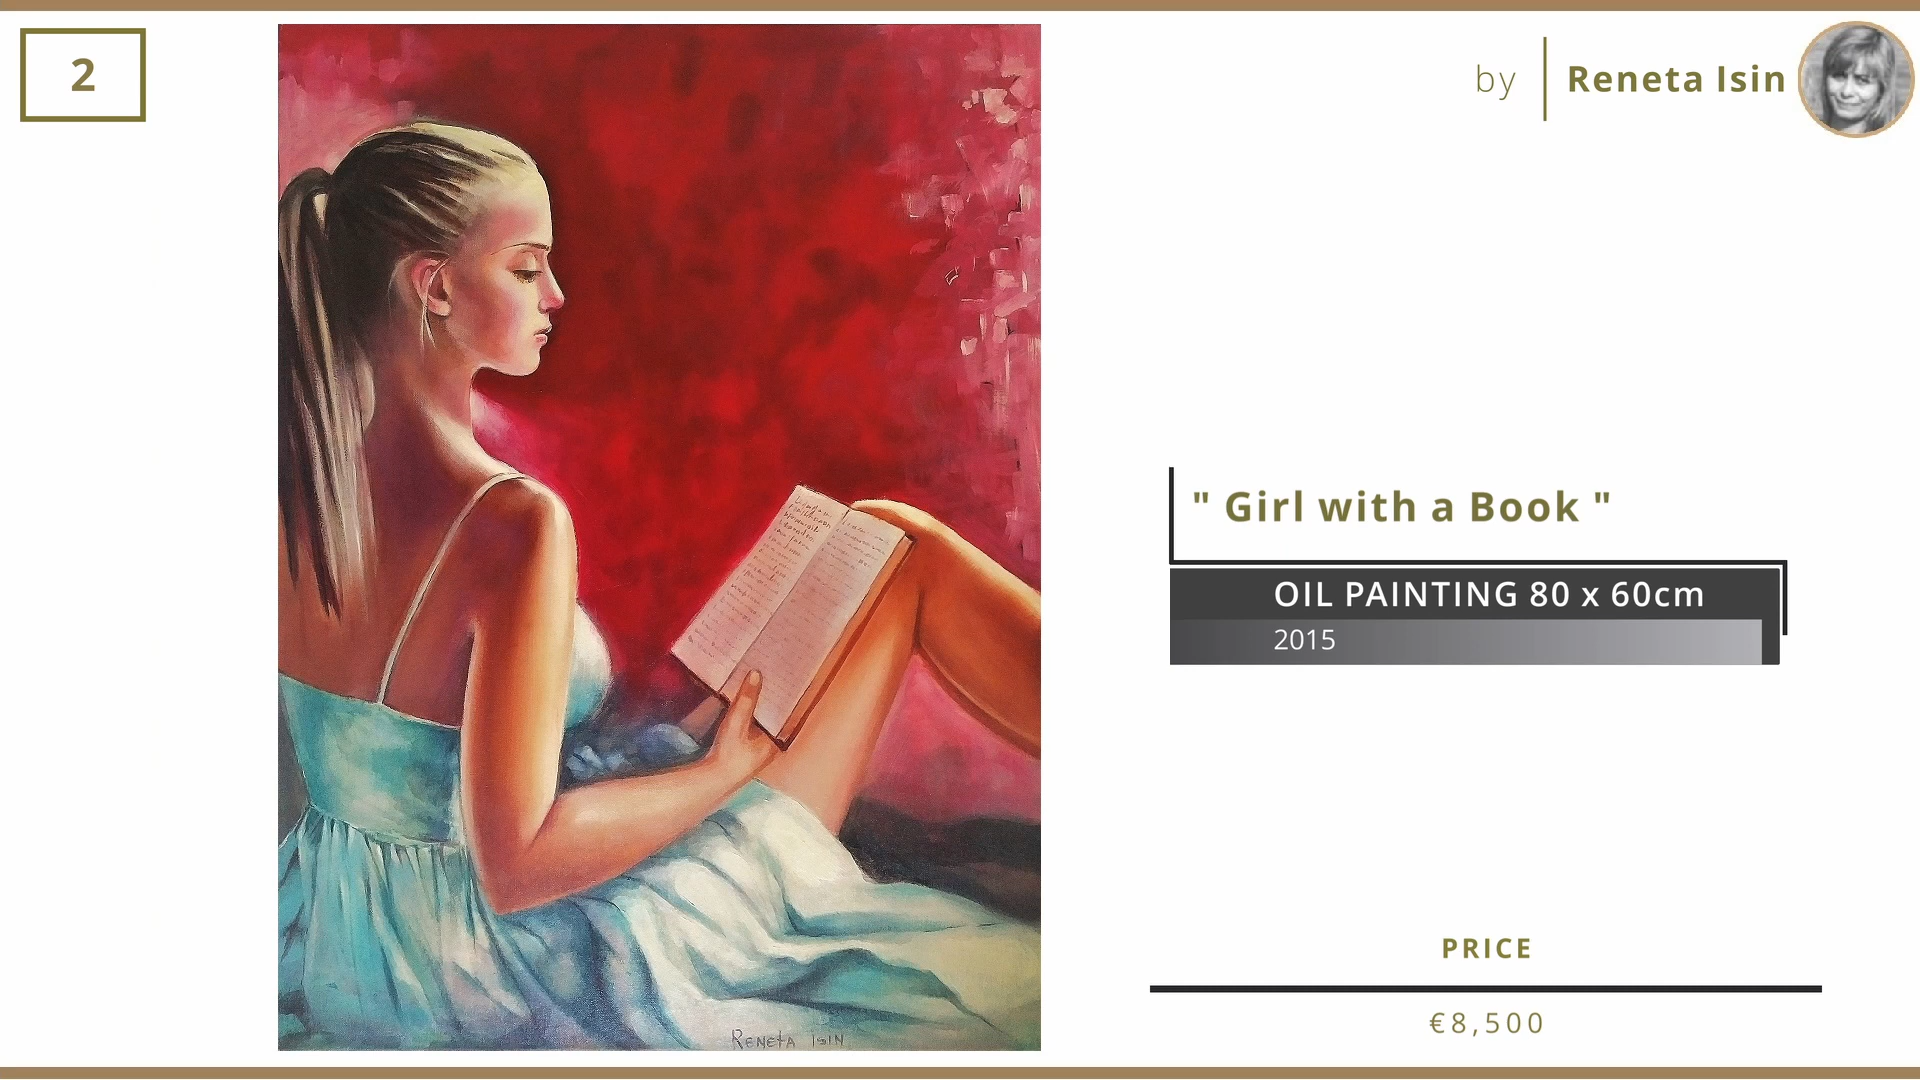 2
by Reneta Isin
" Girl with a Book "
OIL PAINTING 80 x 60cm
2015
PRICE
€8,500
RENEtA ISIN